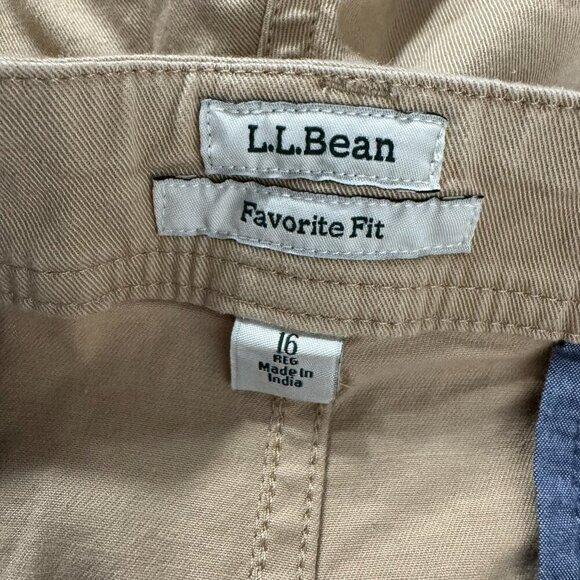 L.L.Bean
Favorite Fit
16
REG
Made In
India